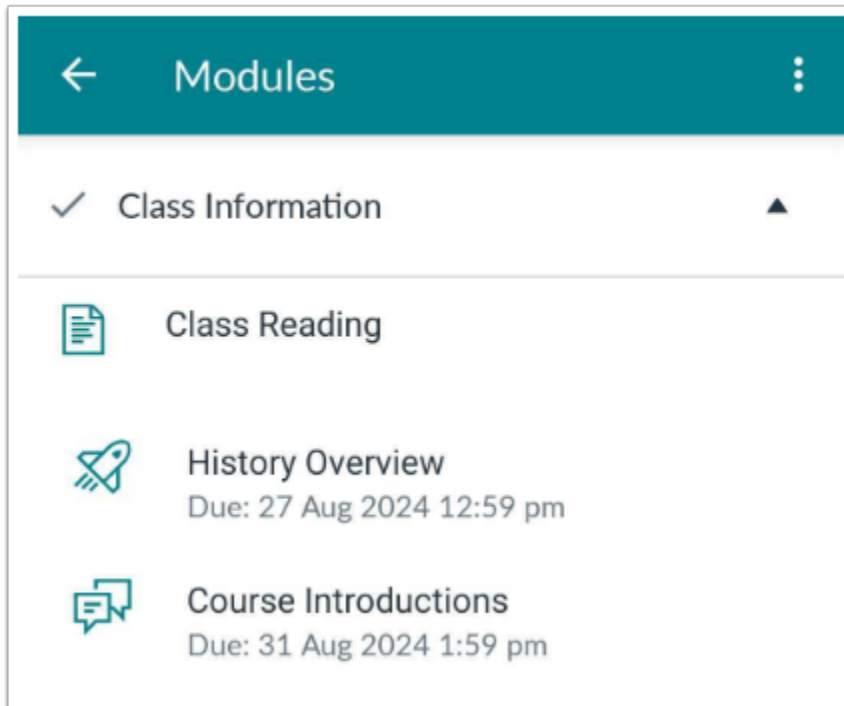 Modules
Class Information
Class Reading
History Overview
Due: 27 Aug 2024 12:59 pm
Course Introductions
Due: 31 Aug 2024 1:59 pm